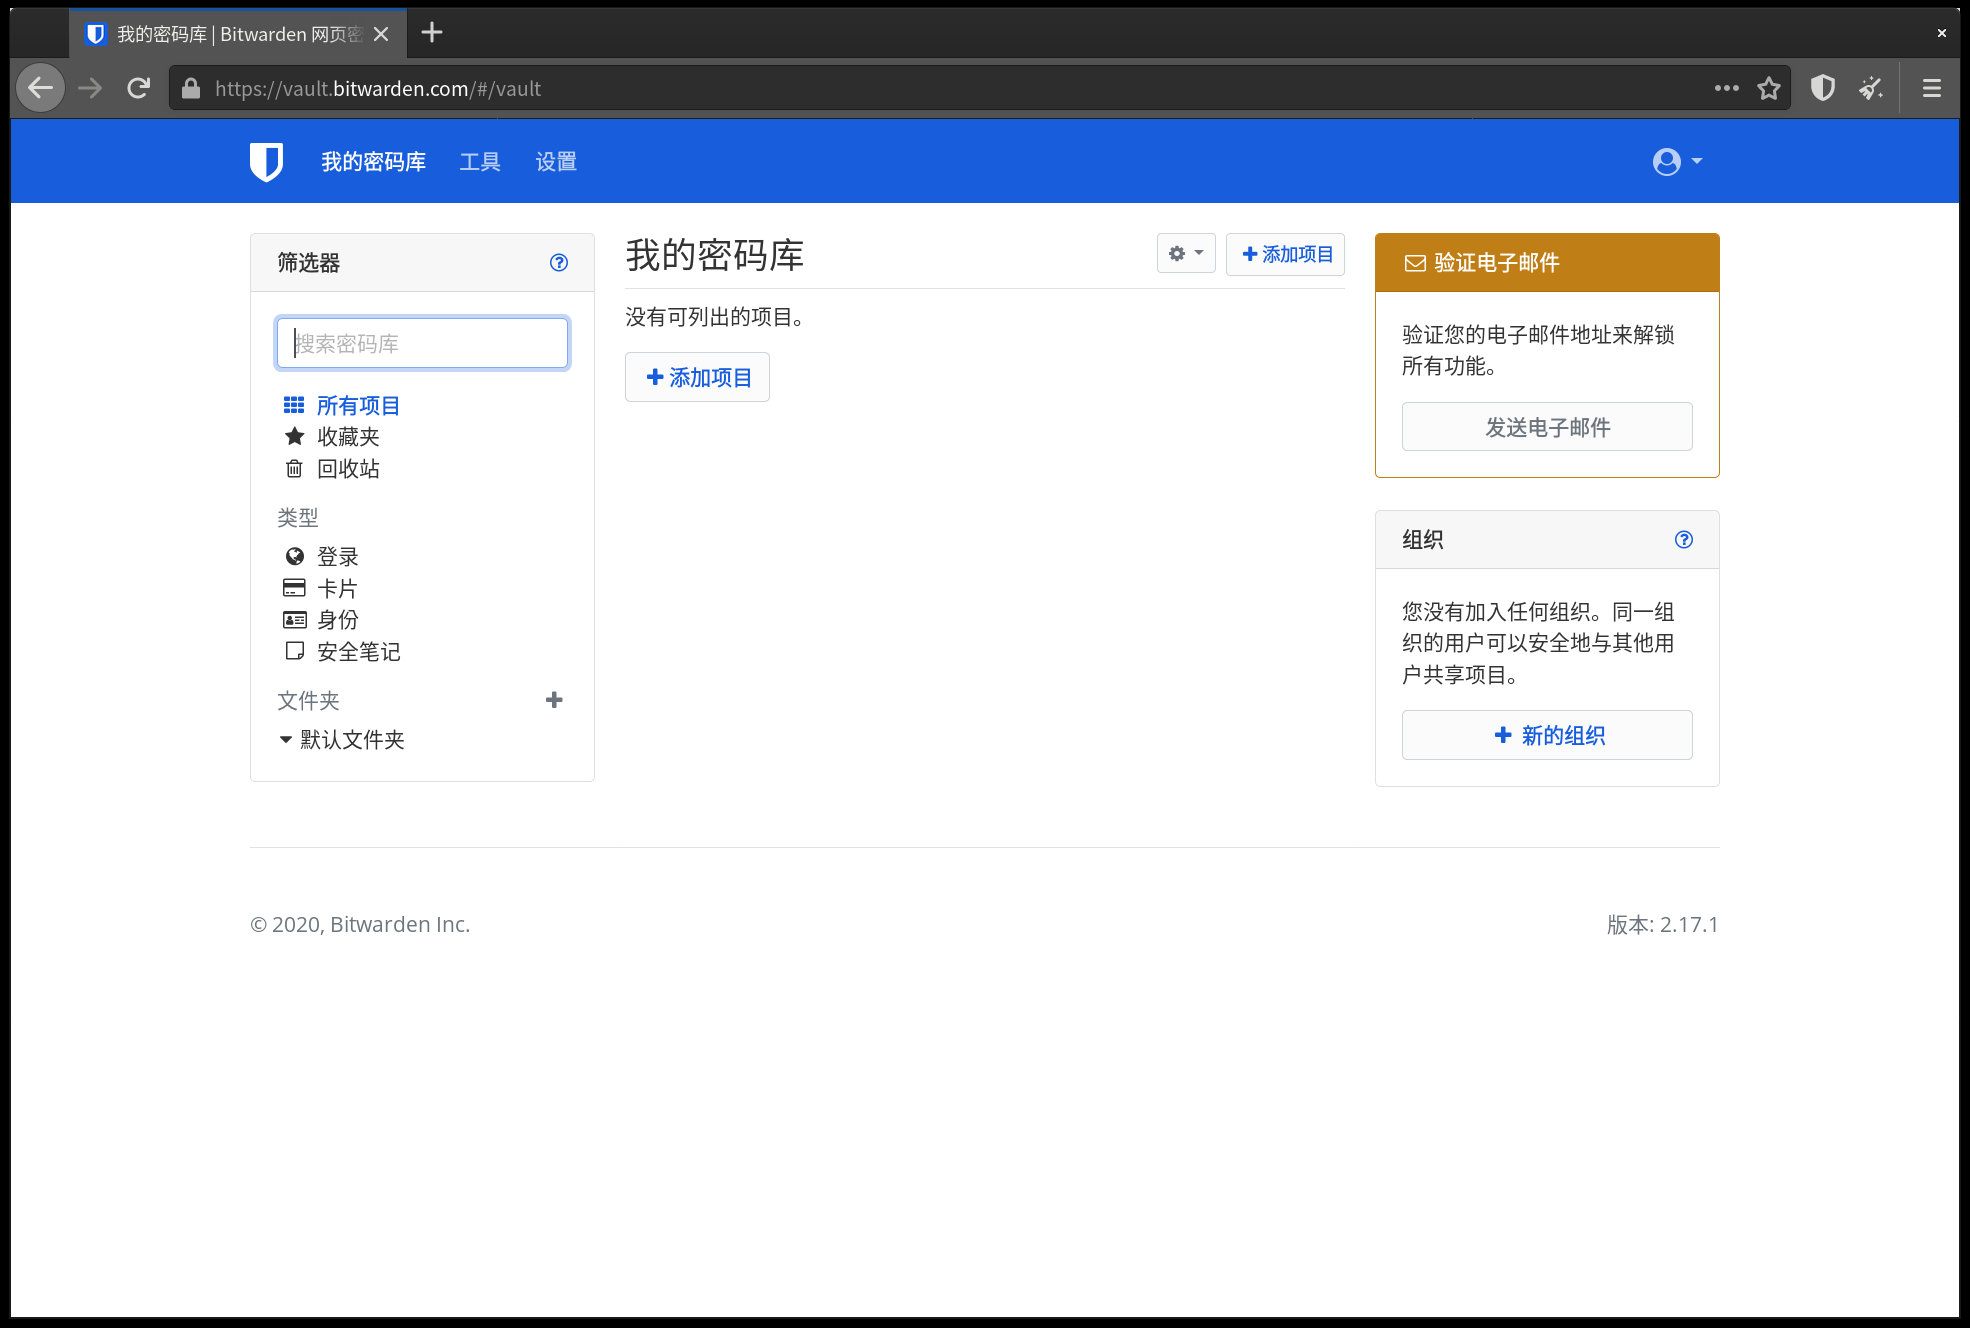 我的密码库 | Bitwarden 网页密
https://vault.bitwarden.com/#/vault
我的密码库
工具
设置
筛选器
搜索密码库
所有项目
收藏夹
回收站
类型
登录
卡片
身份
安全笔记
文件夹
默认文件夹
我的密码库
添加项目
没有可列出的项目。
添加项目
验证电子邮件
验证您的电子邮件地址来解锁
所有功能。
发送电子邮件
组织
您没有加入任何组织。同一组
织的用户可以安全地与其他用
户共享项目。
新的组织
© 2020, Bitwarden Inc.
版本: 2.17.1